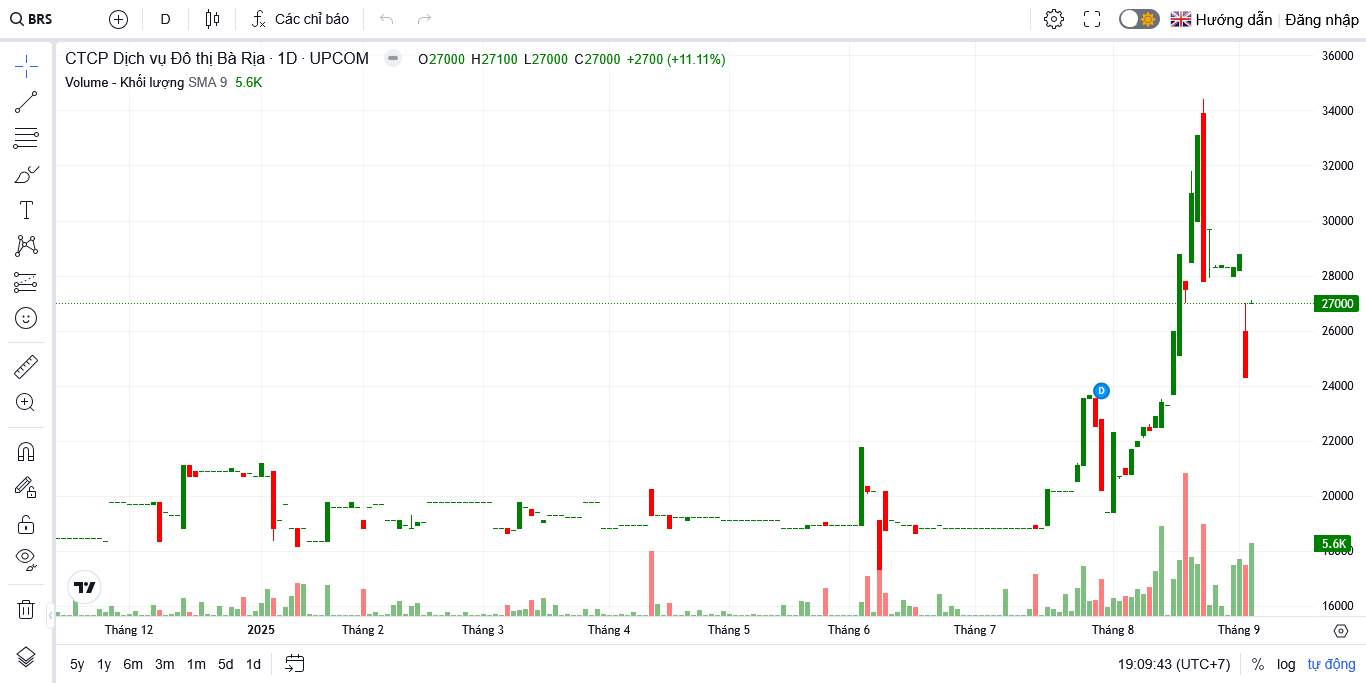 BRS D Các chỉ báo Hướng dẫn Đăng nhập
CTCP Dịch vụ Đô thị Bà Rịa · 1D · UPCOM O27000 H27100 L27000 C27000 +2700 (+11.11%)
Volume - Khối lượng SMA 9 5.6K
36000
34000
32000
30000
28000
27000
26000
24000
D
22000
20000
5.6K
18000
16000
Tháng 12 2025 Tháng 2 Tháng 3 Tháng 4 Tháng 5 Tháng 6 Tháng 7 Tháng 8 Tháng 9
5y 1y 6m 3m 1m 5d 1d 19:09:43 (UTC+7) % log tự động